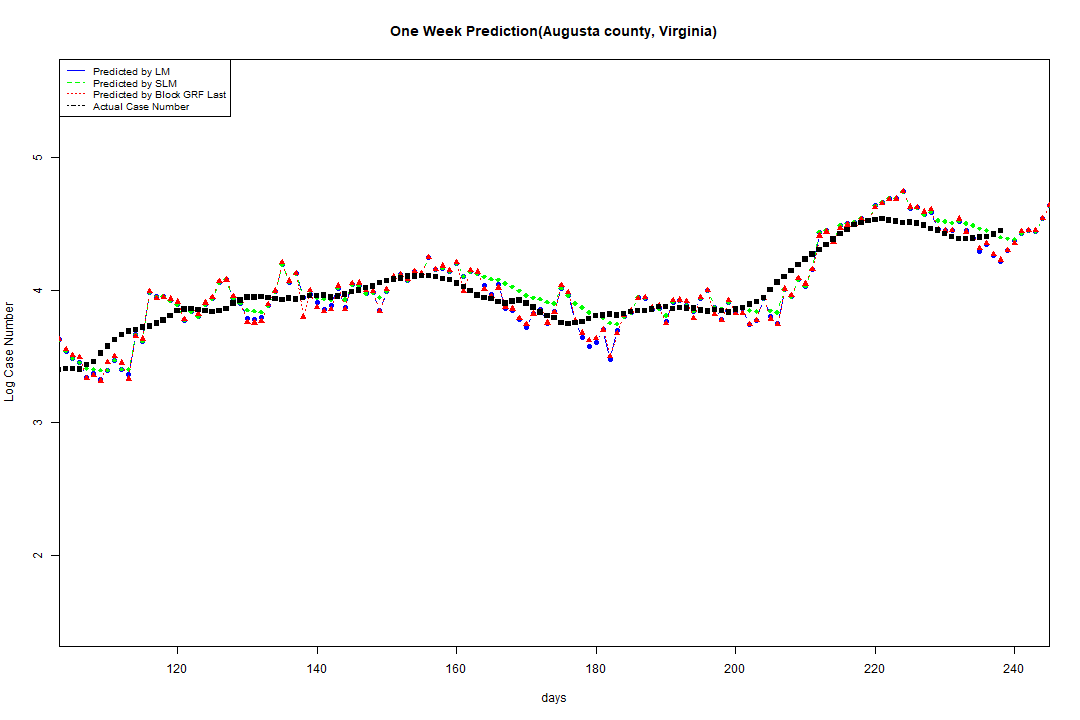 One Week Prediction(Augusta county, Virginia)
Predicted by LM
Predicted by SLM
Predicted by Block GRF Last
Actual Case Number
Log Case Number
5
4
3
2
120 140 160 180 200 220 240
days